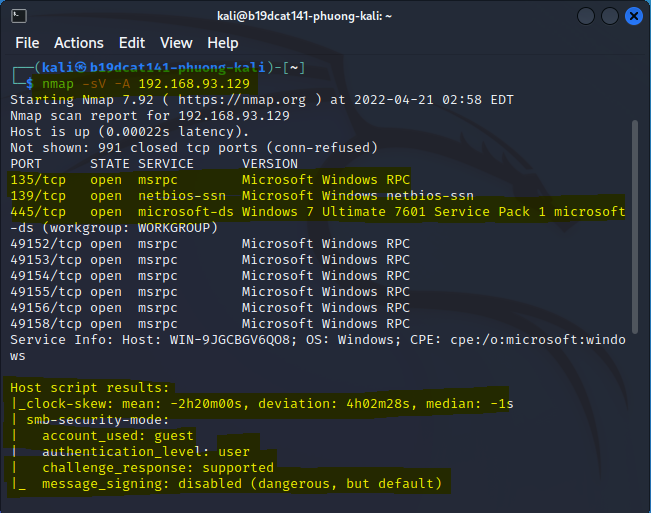 kali@b19dcat141-phuong-kali: ~
File Actions Edit View Help
┌──(kali㉿b19dcat141-phuong-kali)-[~]
└─$ nmap -sV -A 192.168.93.129
Starting Nmap 7.92 ( https://nmap.org ) at 2022-04-21 02:58 EDT
Nmap scan report for 192.168.93.129
Host is up (0.00022s latency).
Not shown: 991 closed tcp ports (conn-refused)
PORT      STATE SERVICE      VERSION
135/tcp   open  msrpc        Microsoft Windows RPC
139/tcp   open  netbios-ssn  Microsoft Windows netbios-ssn
445/tcp   open  microsoft-ds Windows 7 Ultimate 7601 Service Pack 1 microsoft
-ds (workgroup: WORKGROUP)
49152/tcp open  msrpc        Microsoft Windows RPC
49153/tcp open  msrpc        Microsoft Windows RPC
49154/tcp open  msrpc        Microsoft Windows RPC
49155/tcp open  msrpc        Microsoft Windows RPC
49156/tcp open  msrpc        Microsoft Windows RPC
49158/tcp open  msrpc        Microsoft Windows RPC
Service Info: Host: WIN-9JGCBGV6QO8; OS: Windows; CPE: cpe:/o:microsoft:windo
ws
Host script results:
|_clock-skew: mean: -2h20m00s, deviation: 4h02m28s, median: -1s
| smb-security-mode:
|   account_used: guest
|   authentication_level: user
|   challenge_response: supported
|_  message_signing: disabled (dangerous, but default)